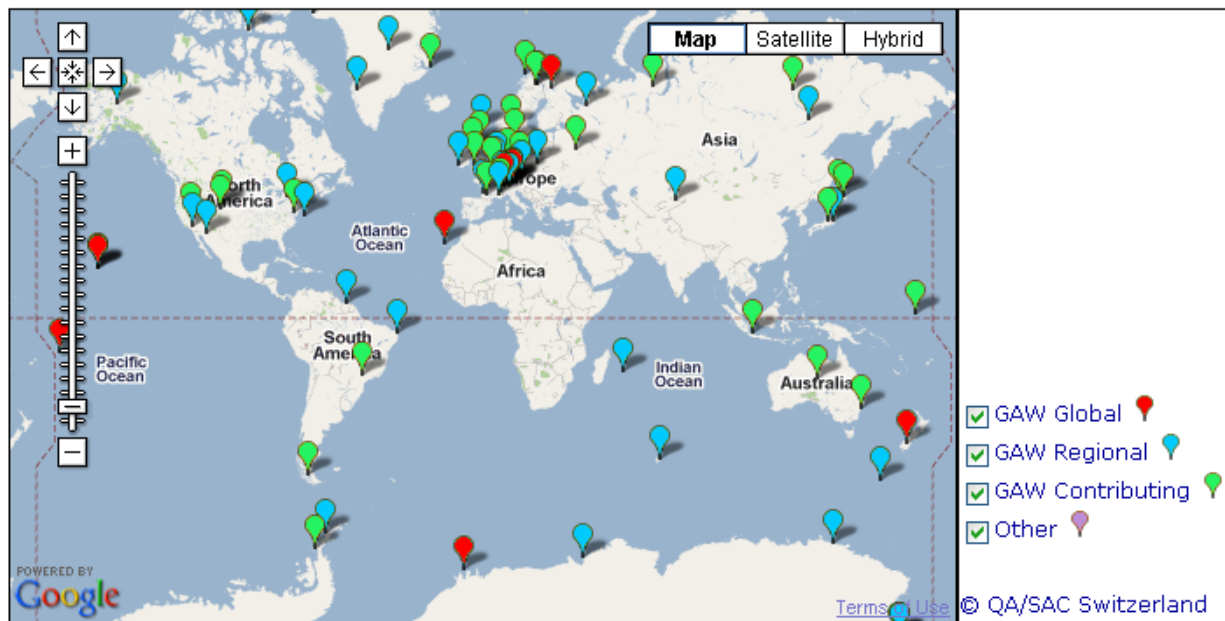 Map
Satellite
Hybrid
Asia
North
America
Europe
Atlantic
Ocean
Africa
South
America
Pacific
Ocean
Indian
Ocean
Australia
GAW Global
GAW Regional
GAW Contributing
Other
POWERED BY
Google
Terms of Use
© QA/SAC Switzerland